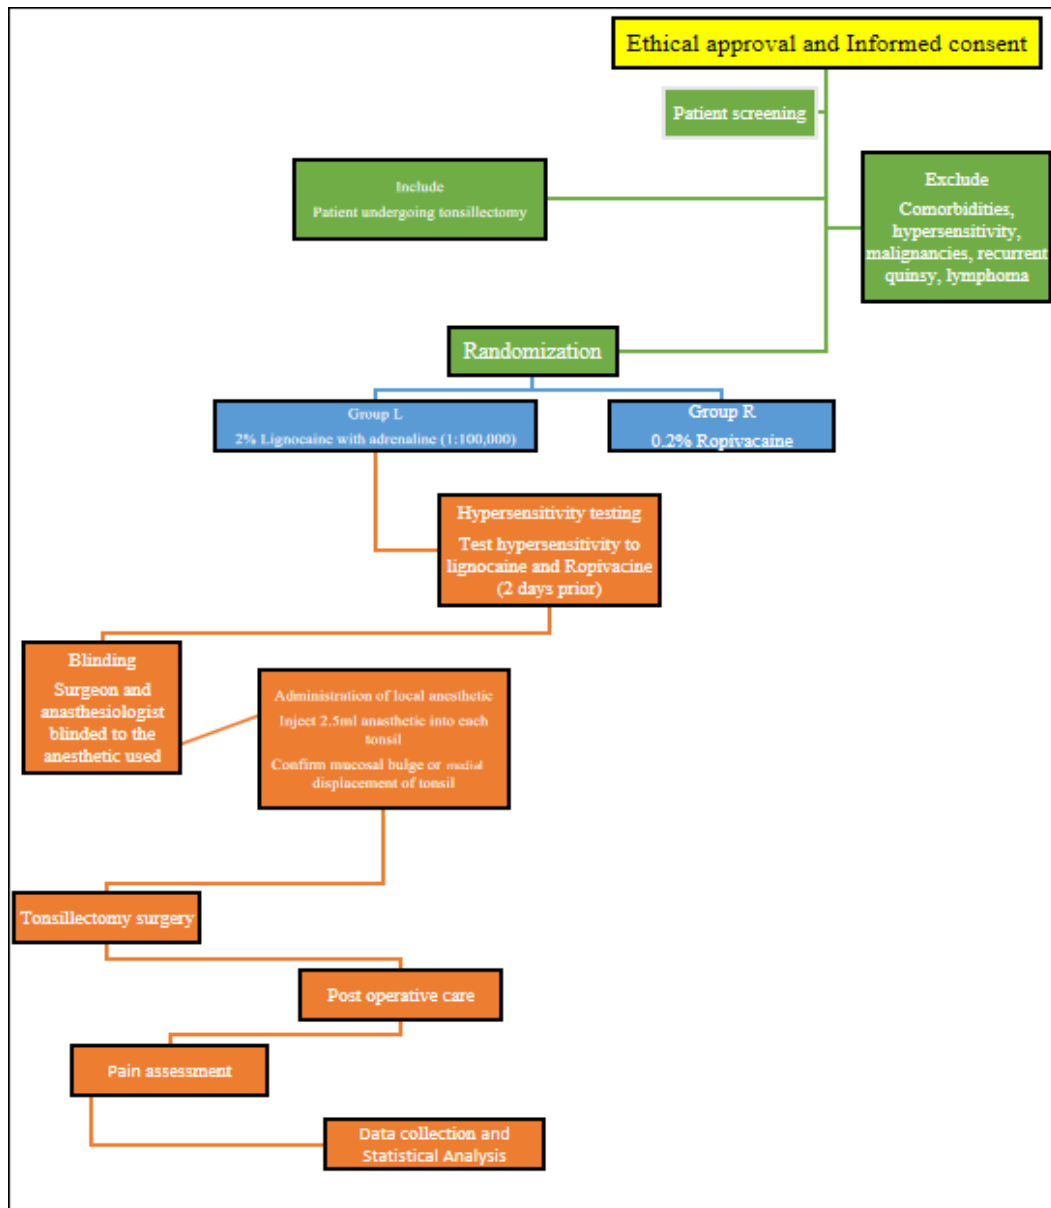 Ethical approval and Informed consent
Patient screening
Include
Patient undergoing tonsillectomy
Exclude
Comorbidities,
hypersensitivity,
malignancies, recurrent
quinsy, lymphoma
Randomization
Group L
2% Lignocaine with adrenaline (1:100,000)
Group R
0.2% Ropivacaine
Hypersensitivity testing
Test hypersensitivity to
lignocaine and Ropivacine
(2 days prior)
Blinding
Surgeon and
anasthesiologist
blinded to the
anesthetic used
Administration of local anesthetic
Inject 2.5ml anasthetic into each
tonsil
Confirm mucosal bulge or medial
displacement of tonsil
Tonsillectomy surgery
Post operative care
Pain assessment
Data collection and
Statistical Analysis